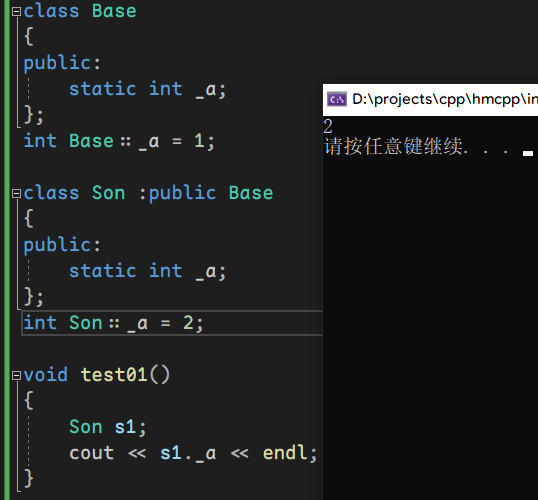 class Base
{
public:
    static int _a;
};
int Base::_a = 1;
class Son :public Base
{
public:
    static int _a;
};
int Son::_a = 2;
void test01()
{
    Son s1;
    cout << s1._a << endl;
}
D:\projects\cpp\hmcpp\in
2
请按任意键继续. . .